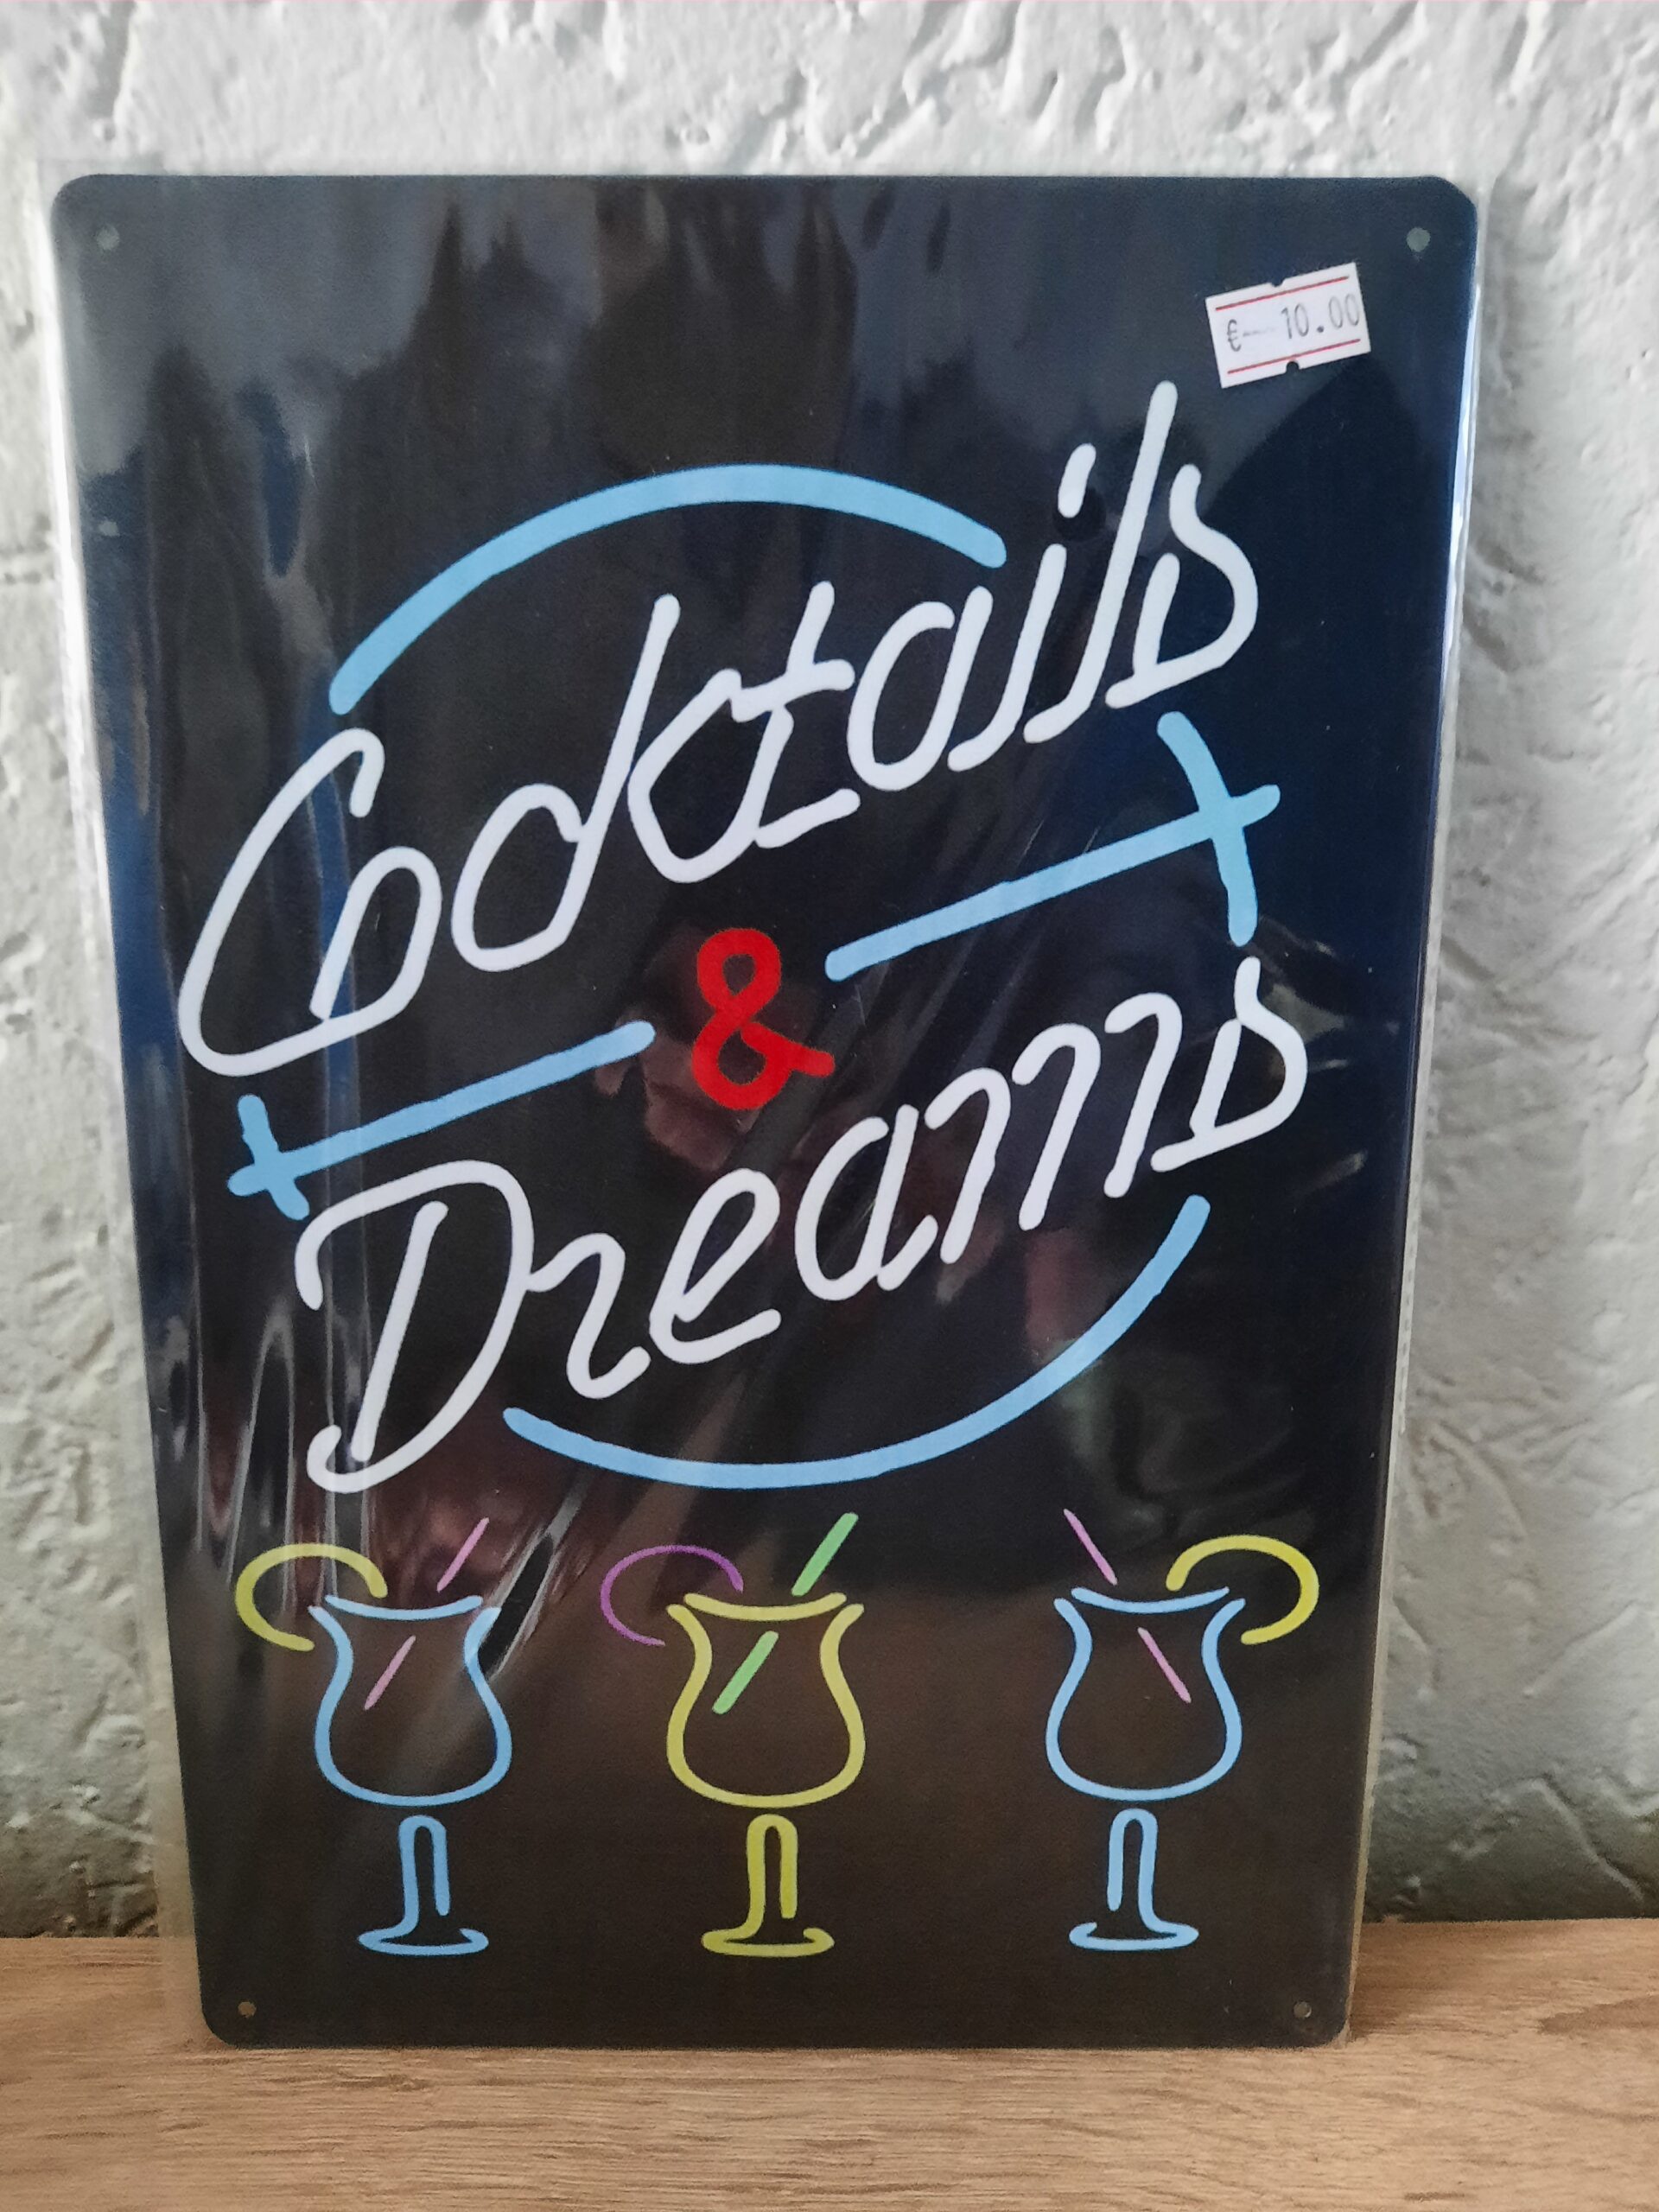 € 10.00
Cocktails
&
Dreams